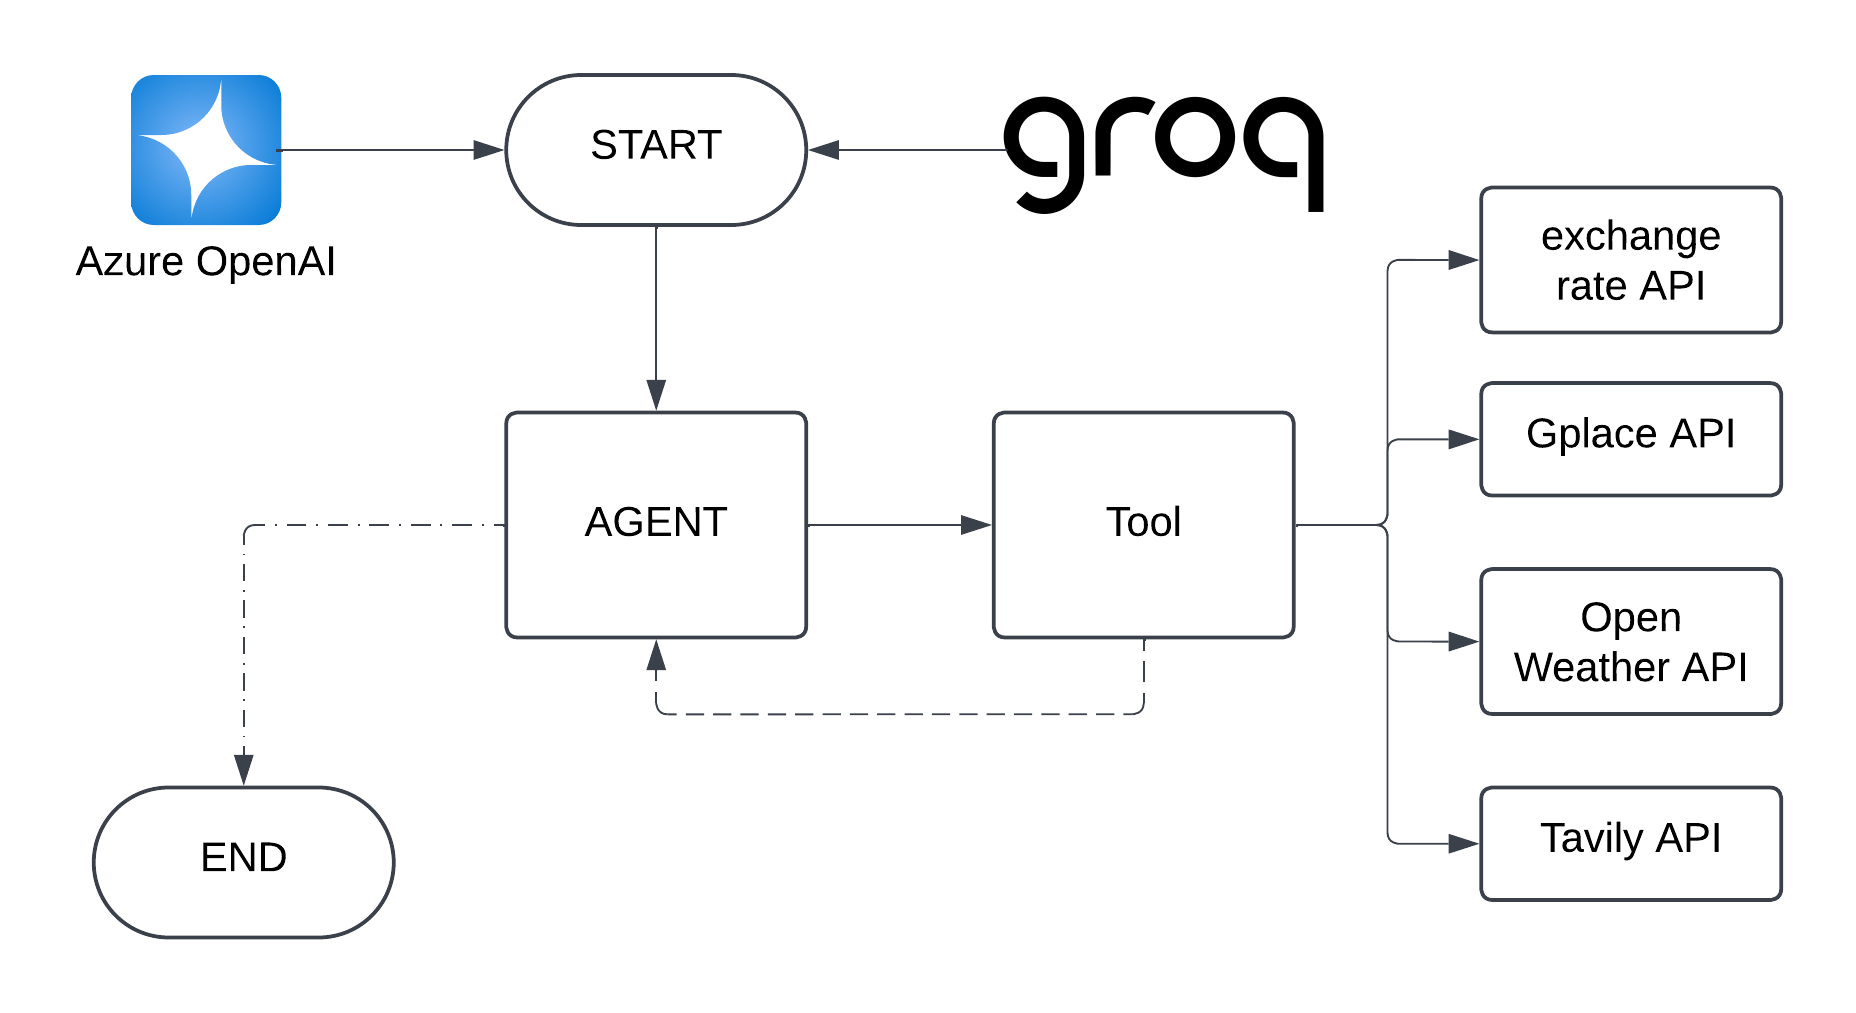 START
groq
Azure OpenAI
exchange
rate API
Gplace API
AGENT
Tool
Open
Weather API
END
Tavily API